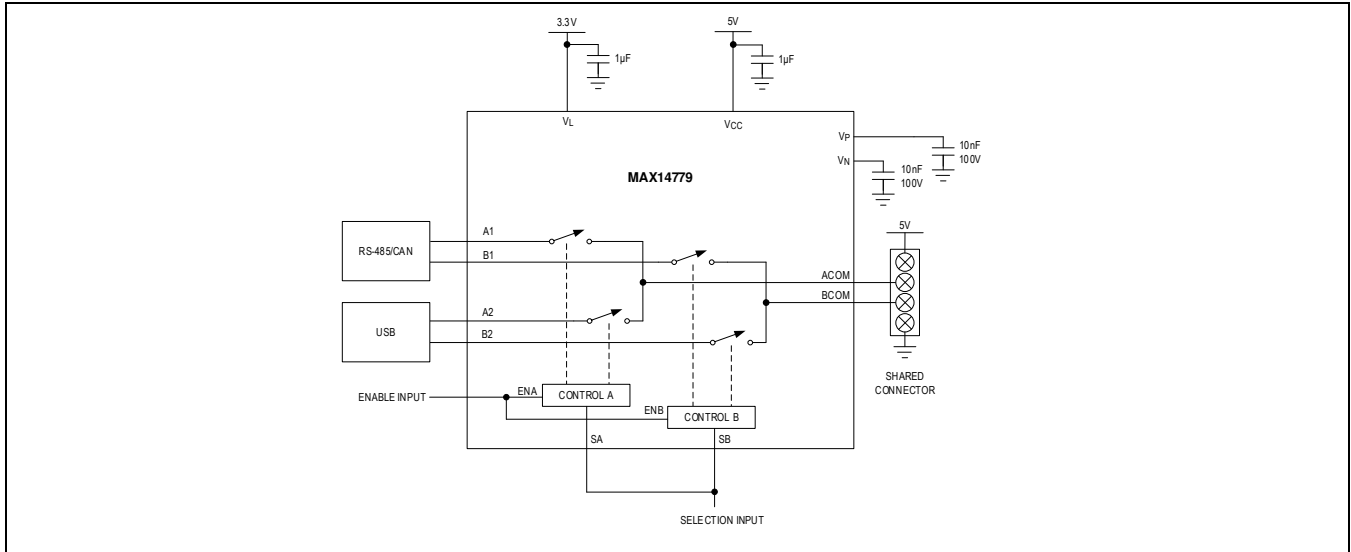 3.3V
5V
1µF
1µF
VL
VCC
VP
10nF
100V
VN
10nF
100V
MAX14779
5V
RS-485/CAN
A1
B1
ACOM
BCOM
USB
A2
B2
SHARED
CONNECTOR
ENABLE INPUT
ENA
CONTROL A
ENB
CONTROL B
SA
SB
SELECTION INPUT